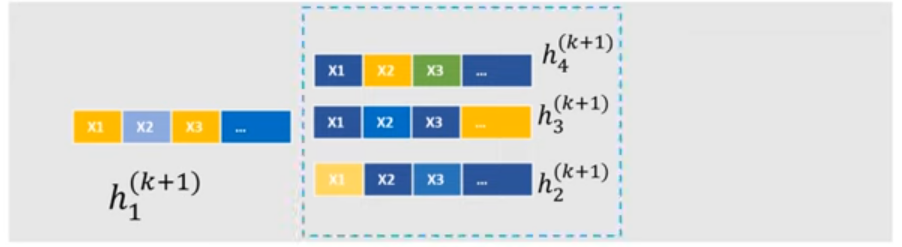 X1 X2 X3 ... h_4^{(k+1)}
X1 X2 X3 ... h_3^{(k+1)}
X1 X2 X3 ...
h_1^{(k+1)}
X1 X2 X3 ... h_2^{(k+1)}